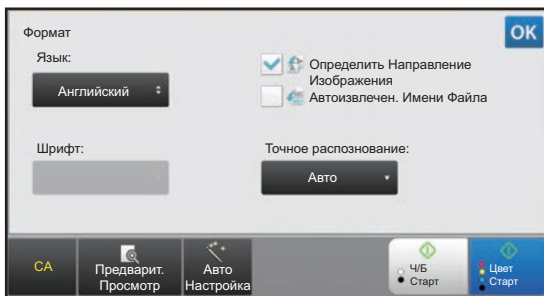 Формат
OK
Язык:
Английский
Определить Направление
Изображения
Автоизвлечен. Имени Файла
Шрифт:
Точное распознование:
Авто
CA
Предварит.
Просмотр
Авто
Настройка
Ч/Б
Старт
Цвет
Старт